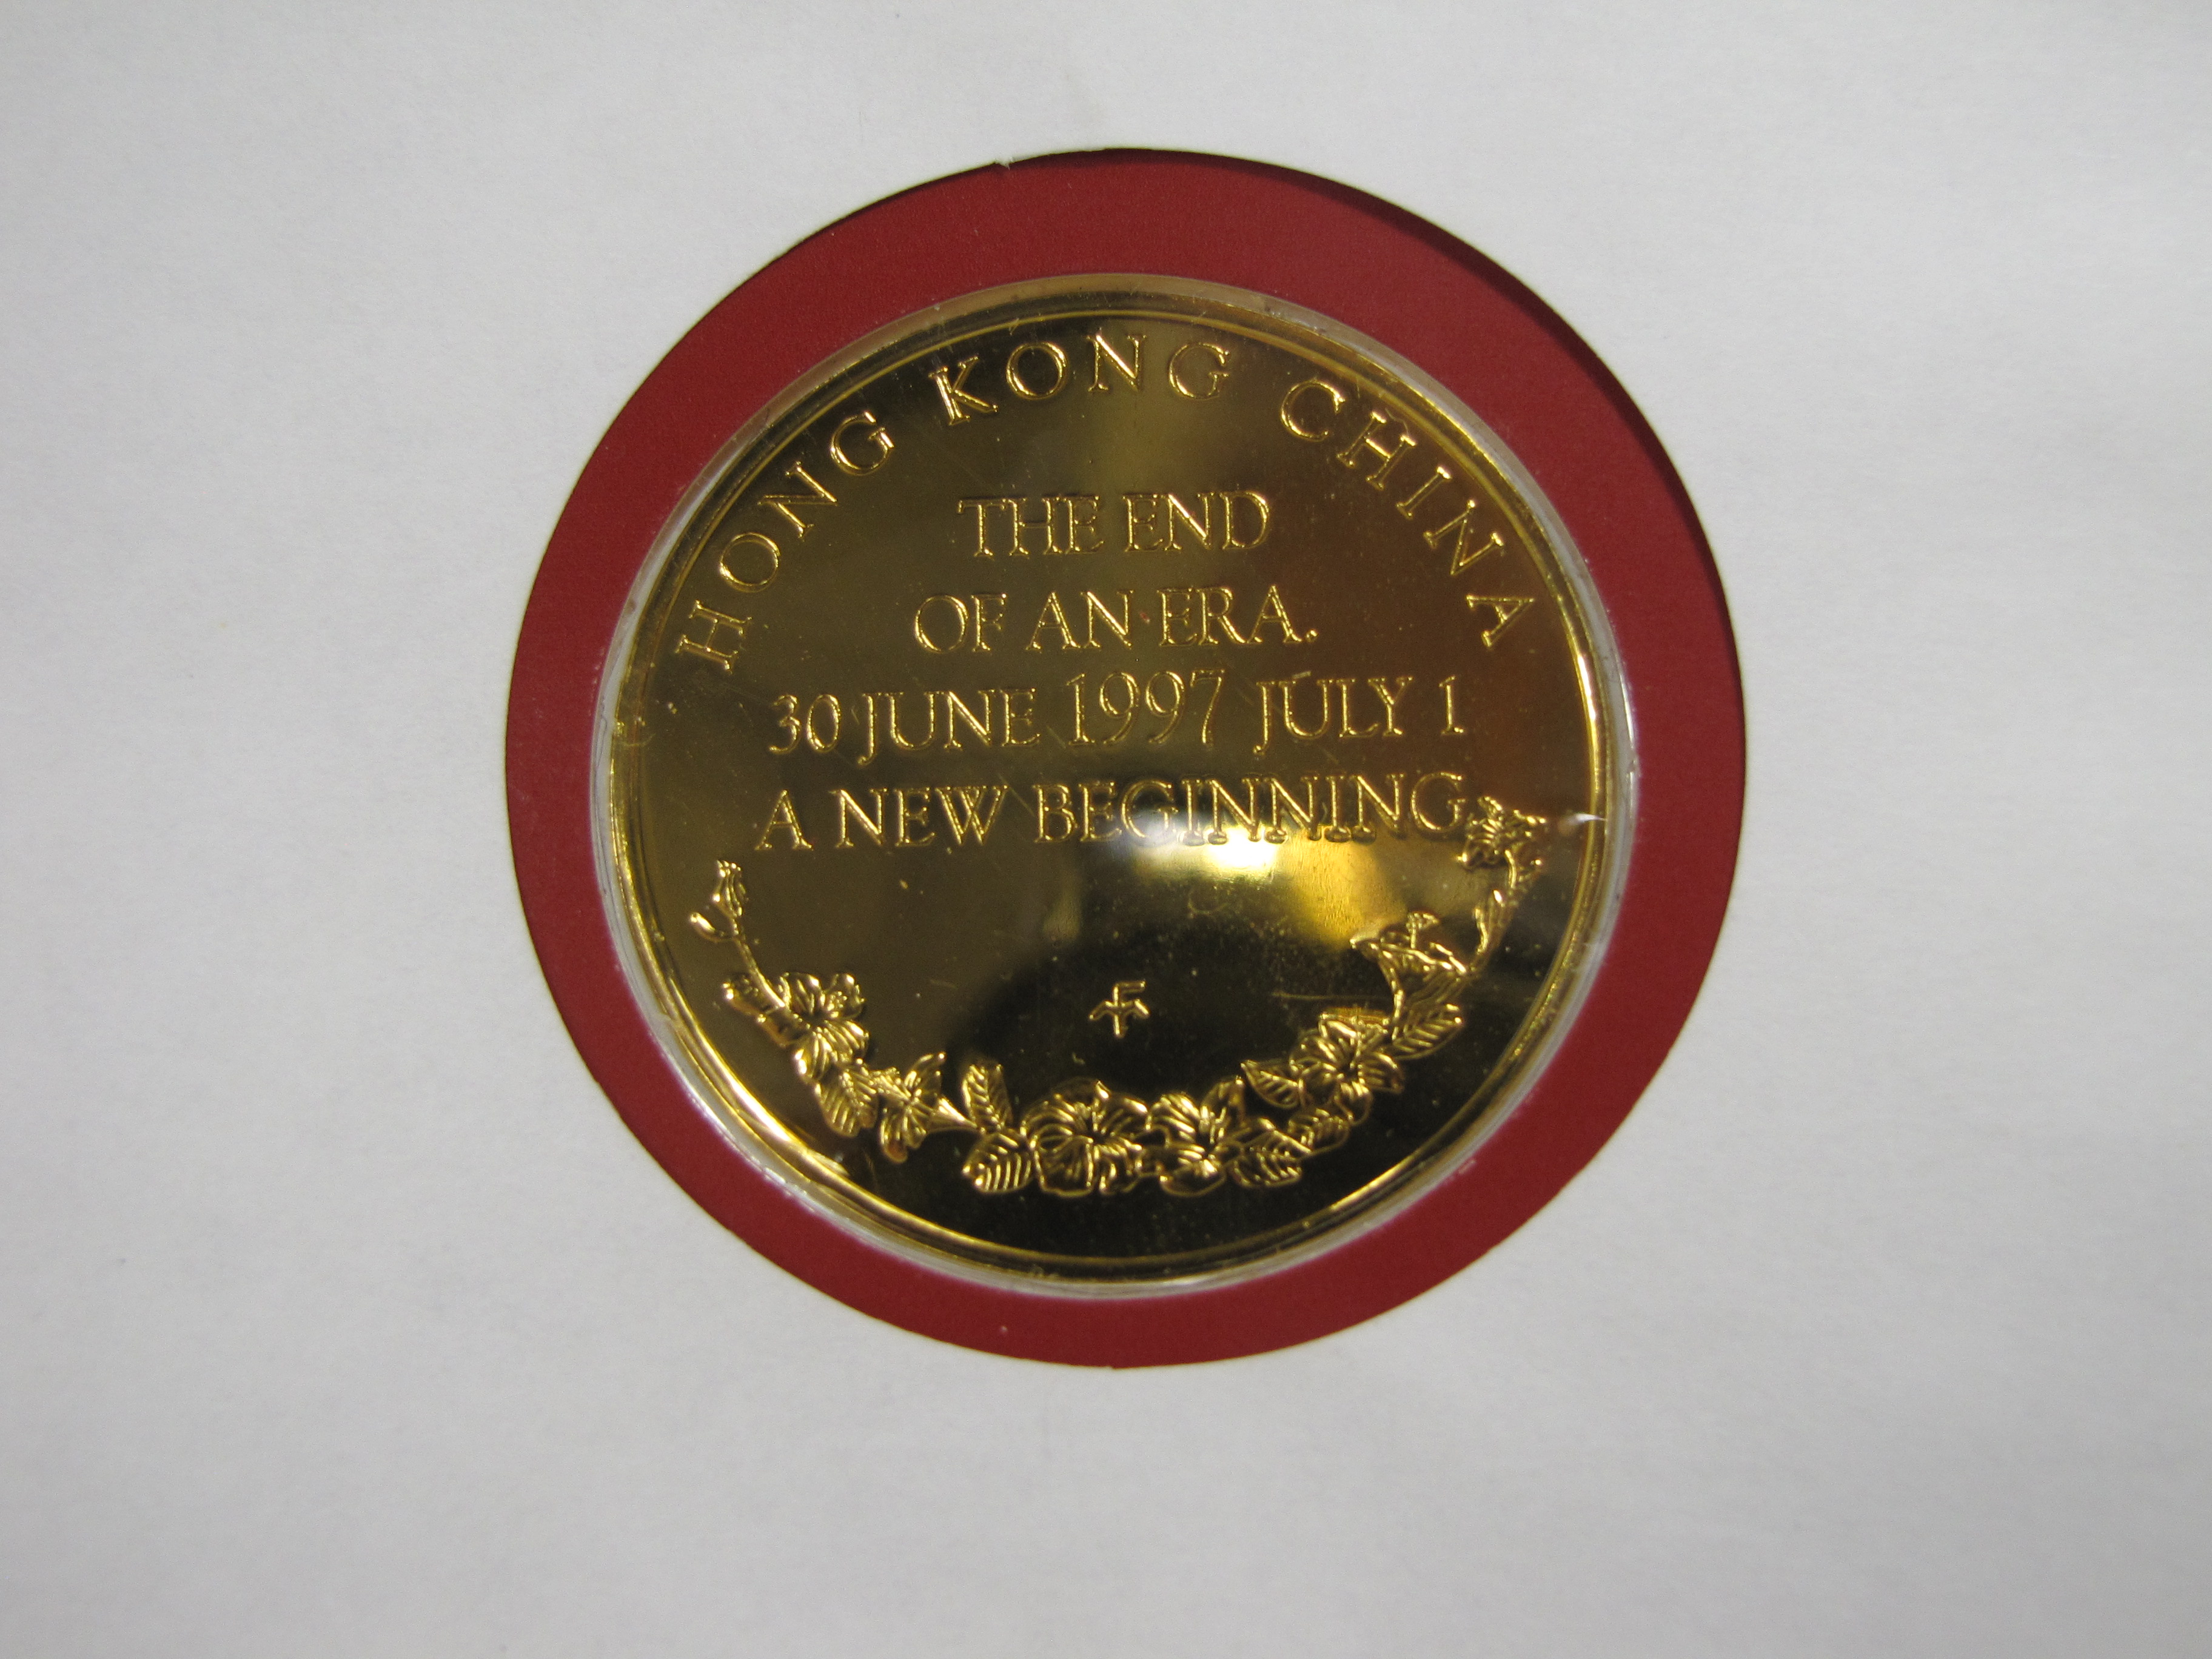 HONG KONG CHINA
THE END
OF AN ERA.
30 JUNE 1997 JULY 1
A NEW BEGINNING